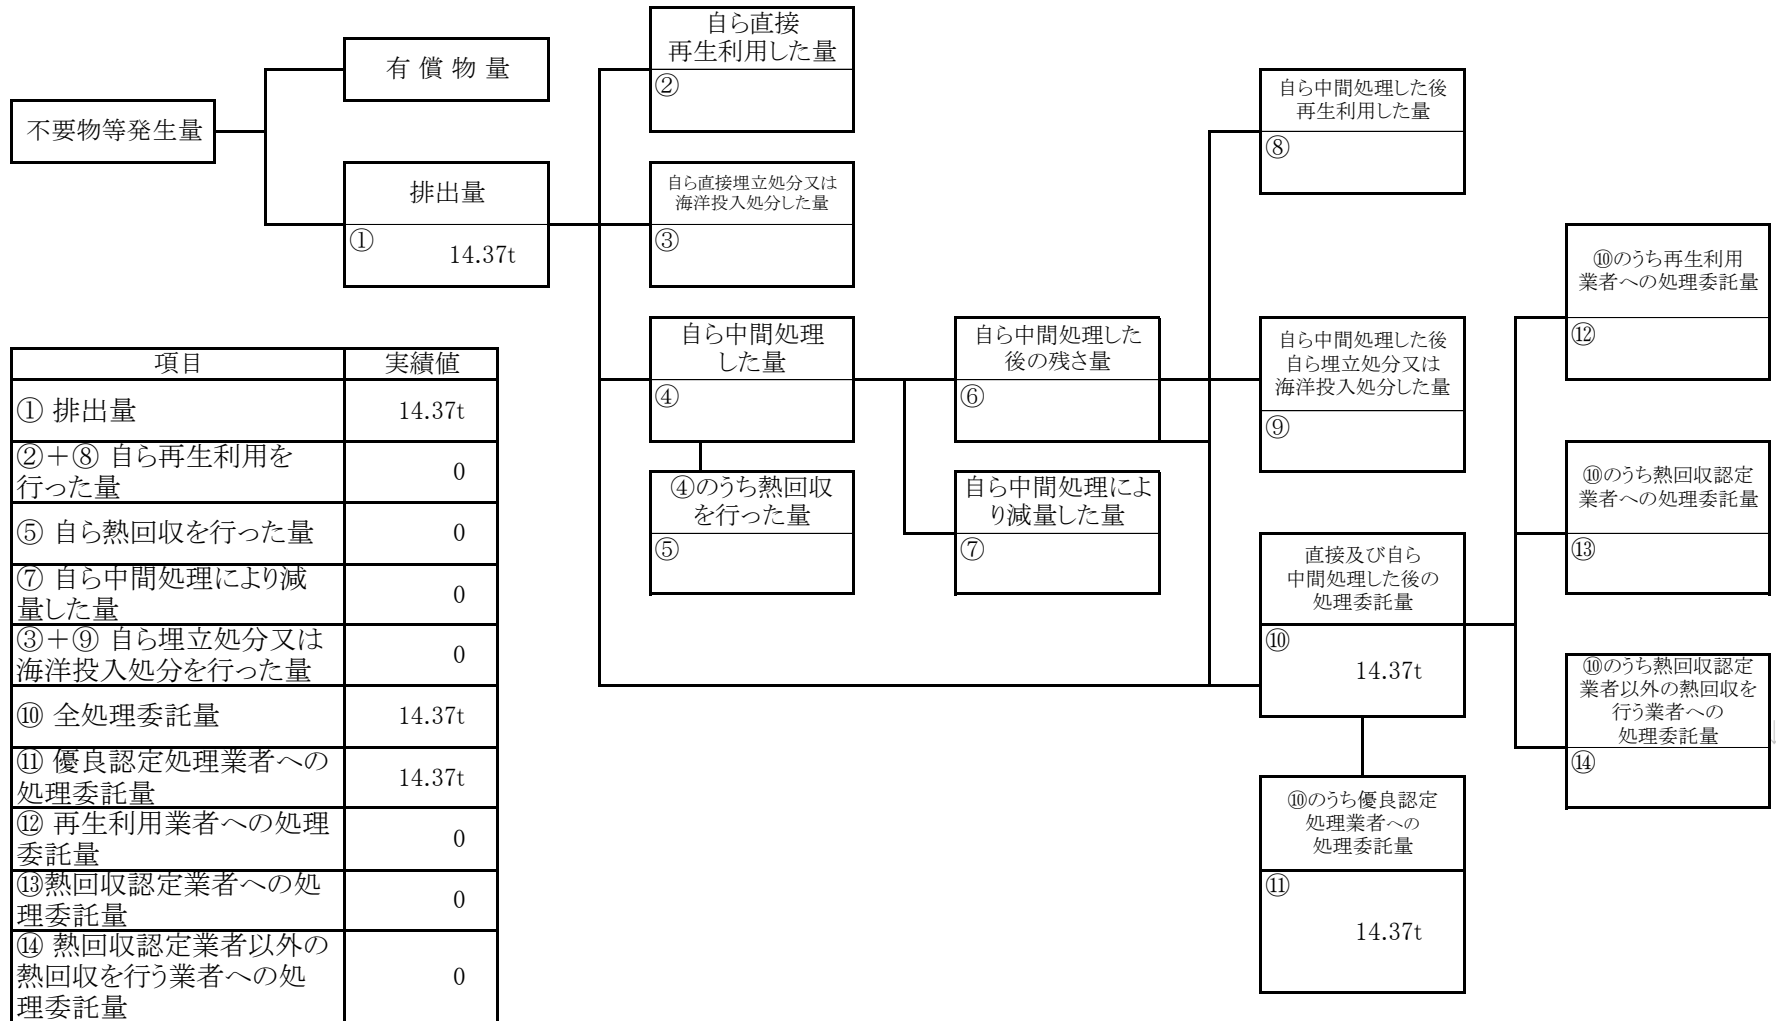 不要物等発生量
有 償 物 量
排出量
①
14.37t
自ら直接
再生利用した量
②
自ら直接埋立処分又は
海洋投入処分した量
③
自ら中間処理
した量
④
④のうち熱回収
を行った量
⑤
自ら中間処理した
後の残さ量
⑥
自ら中間処理によ
り減量した量
⑦
自ら中間処理した後
再生利用した量
⑧
自ら中間処理した後
自ら埋立処分又は
海洋投入処分した量
⑨
直接及び自ら
中間処理した後の
処理委託量
⑩
14.37t
⑩のうち優良認定
処理業者への
処理委託量
⑪
14.37t
⑩のうち再生利用
業者への処理委託量
⑫
⑩のうち熱回収認定
業者への処理委託量
⑬
⑩のうち熱回収認定
業者以外の熱回収を
行う業者への
処理委託量
⑭
項目 実績値
① 排出量 14.37t
②＋⑧ 自ら再生利用を
行った量 0
⑤ 自ら熱回収を行った量 0
⑦ 自ら中間処理により減
量した量 0
③＋⑨ 自ら埋立処分又は
海洋投入処分を行った量 0
⑩ 全処理委託量 14.37t
⑪ 優良認定処理業者への
処理委託量 14.37t
⑫ 再生利用業者への処理
委託量 0
⑬熱回収認定業者への処
理委託量 0
⑭ 熱回収認定業者以外の
熱回収を行う業者への処
理委託量 0